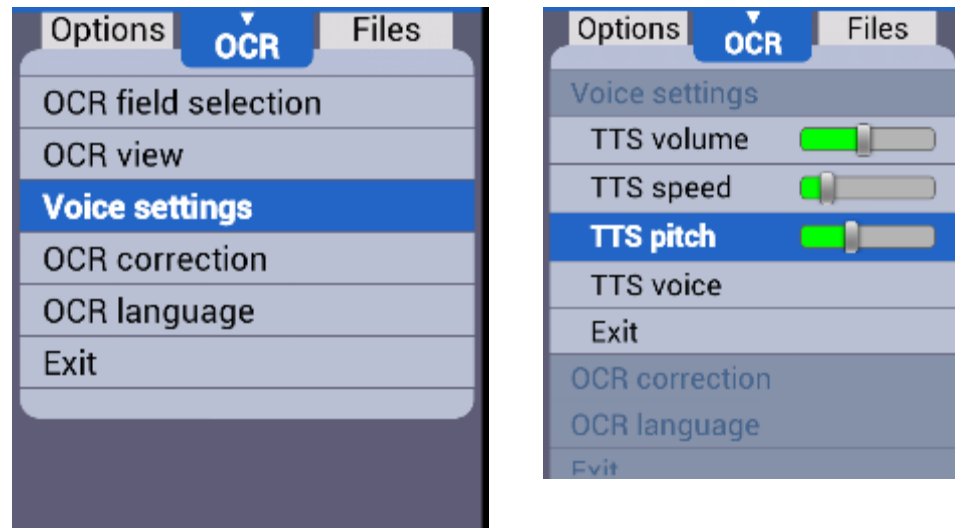 Options OCR Files
OCR field selection
OCR view
Voice settings
OCR correction
OCR language
Exit
Options OCR Files
Voice settings
TTS volume
TTS speed
TTS pitch
TTS voice
Exit
OCR correction
OCR language
Exit